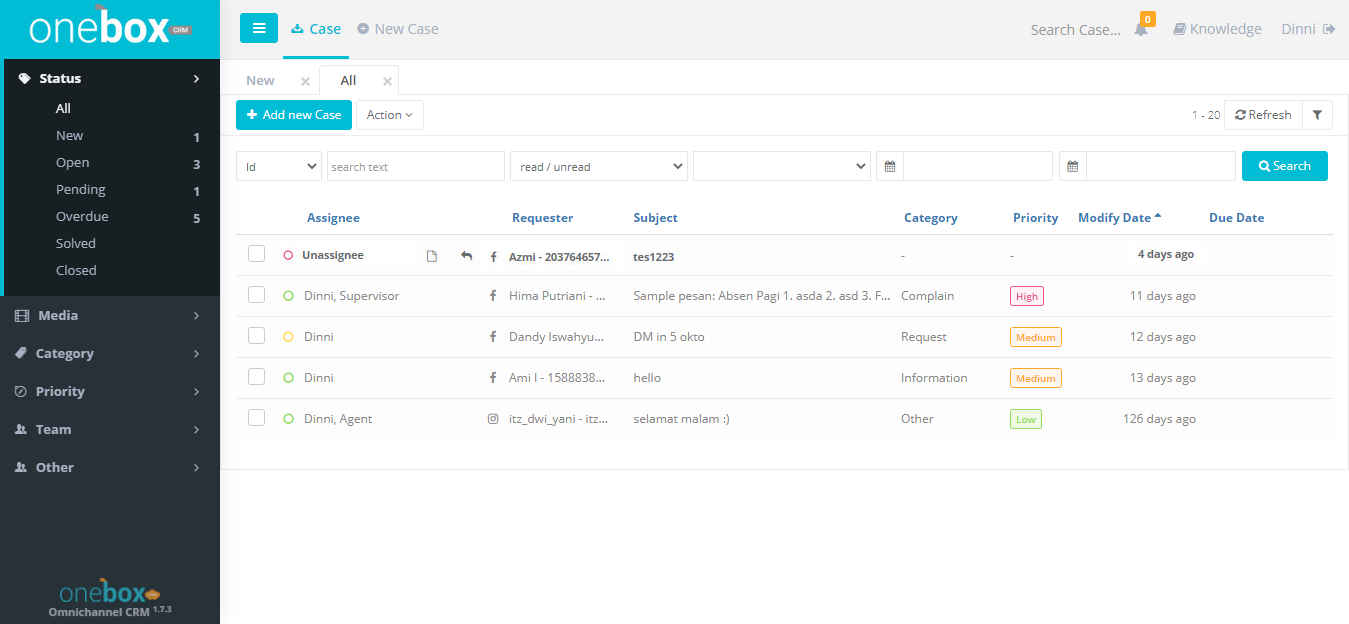 onebox CRM
Case
New Case
Search Case...
0
Knowledge
Dinni
Status
All
New 1
Open 3
Pending 1
Overdue 5
Solved
Closed
Media
Category
Priority
Team
Other
onebox
Omnichannel CRM 1.7.3
New
All
Add new Case
Action
1 - 20
Refresh
Id
search text
read / unread
Search
Assignee Requester Subject Category Priority Modify Date Due Date
Unassignee Azmi - 203764657... tes1223 - - 4 days ago
Dinni, Supervisor Hima Putriani - ... Sample pesan: Absen Pagi 1. asda 2. asd 3. F... Complain High 11 days ago
Dinni Dandy Iswahyu... DM in 5 okto Request Medium 12 days ago
Dinni Ami I - 1588838... hello Information Medium 13 days ago
Dinni, Agent itz_dwi_yani - itz... selamat malam :) Other Low 126 days ago